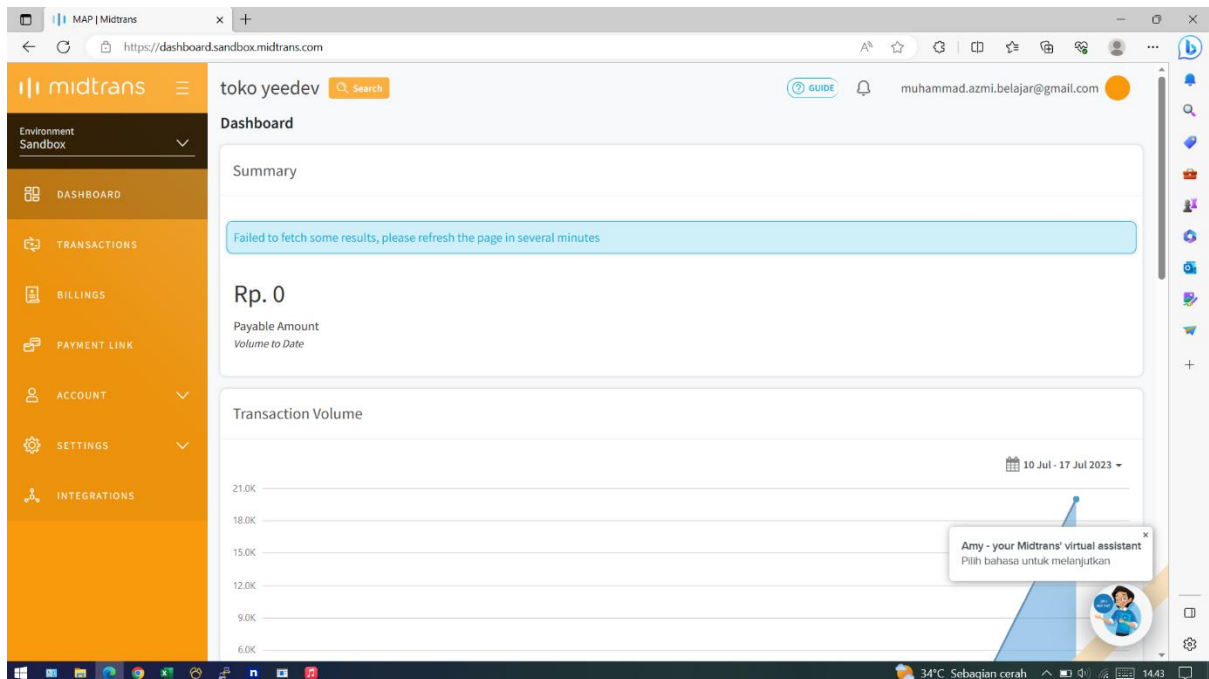 MAP | Midtrans
https://dashboard.sandbox.midtrans.com
midtrans
toko yeedev
Search
GUIDE
muhammad.azmi.belajar@gmail.com
Environment
Sandbox
DASHBOARD
TRANSACTIONS
BILLINGS
PAYMENT LINK
ACCOUNT
SETTINGS
INTEGRATIONS
Dashboard
Summary
Failed to fetch some results, please refresh the page in several minutes
Rp. 0
Payable Amount
Volume to Date
Transaction Volume
10 Jul - 17 Jul 2023
21.0K
18.0K
15.0K
12.0K
9.0K
6.0K
Amy - your Midtrans' virtual assistant
Pilih bahasa untuk melanjutkan
34°C Sebagian cerah
14.43